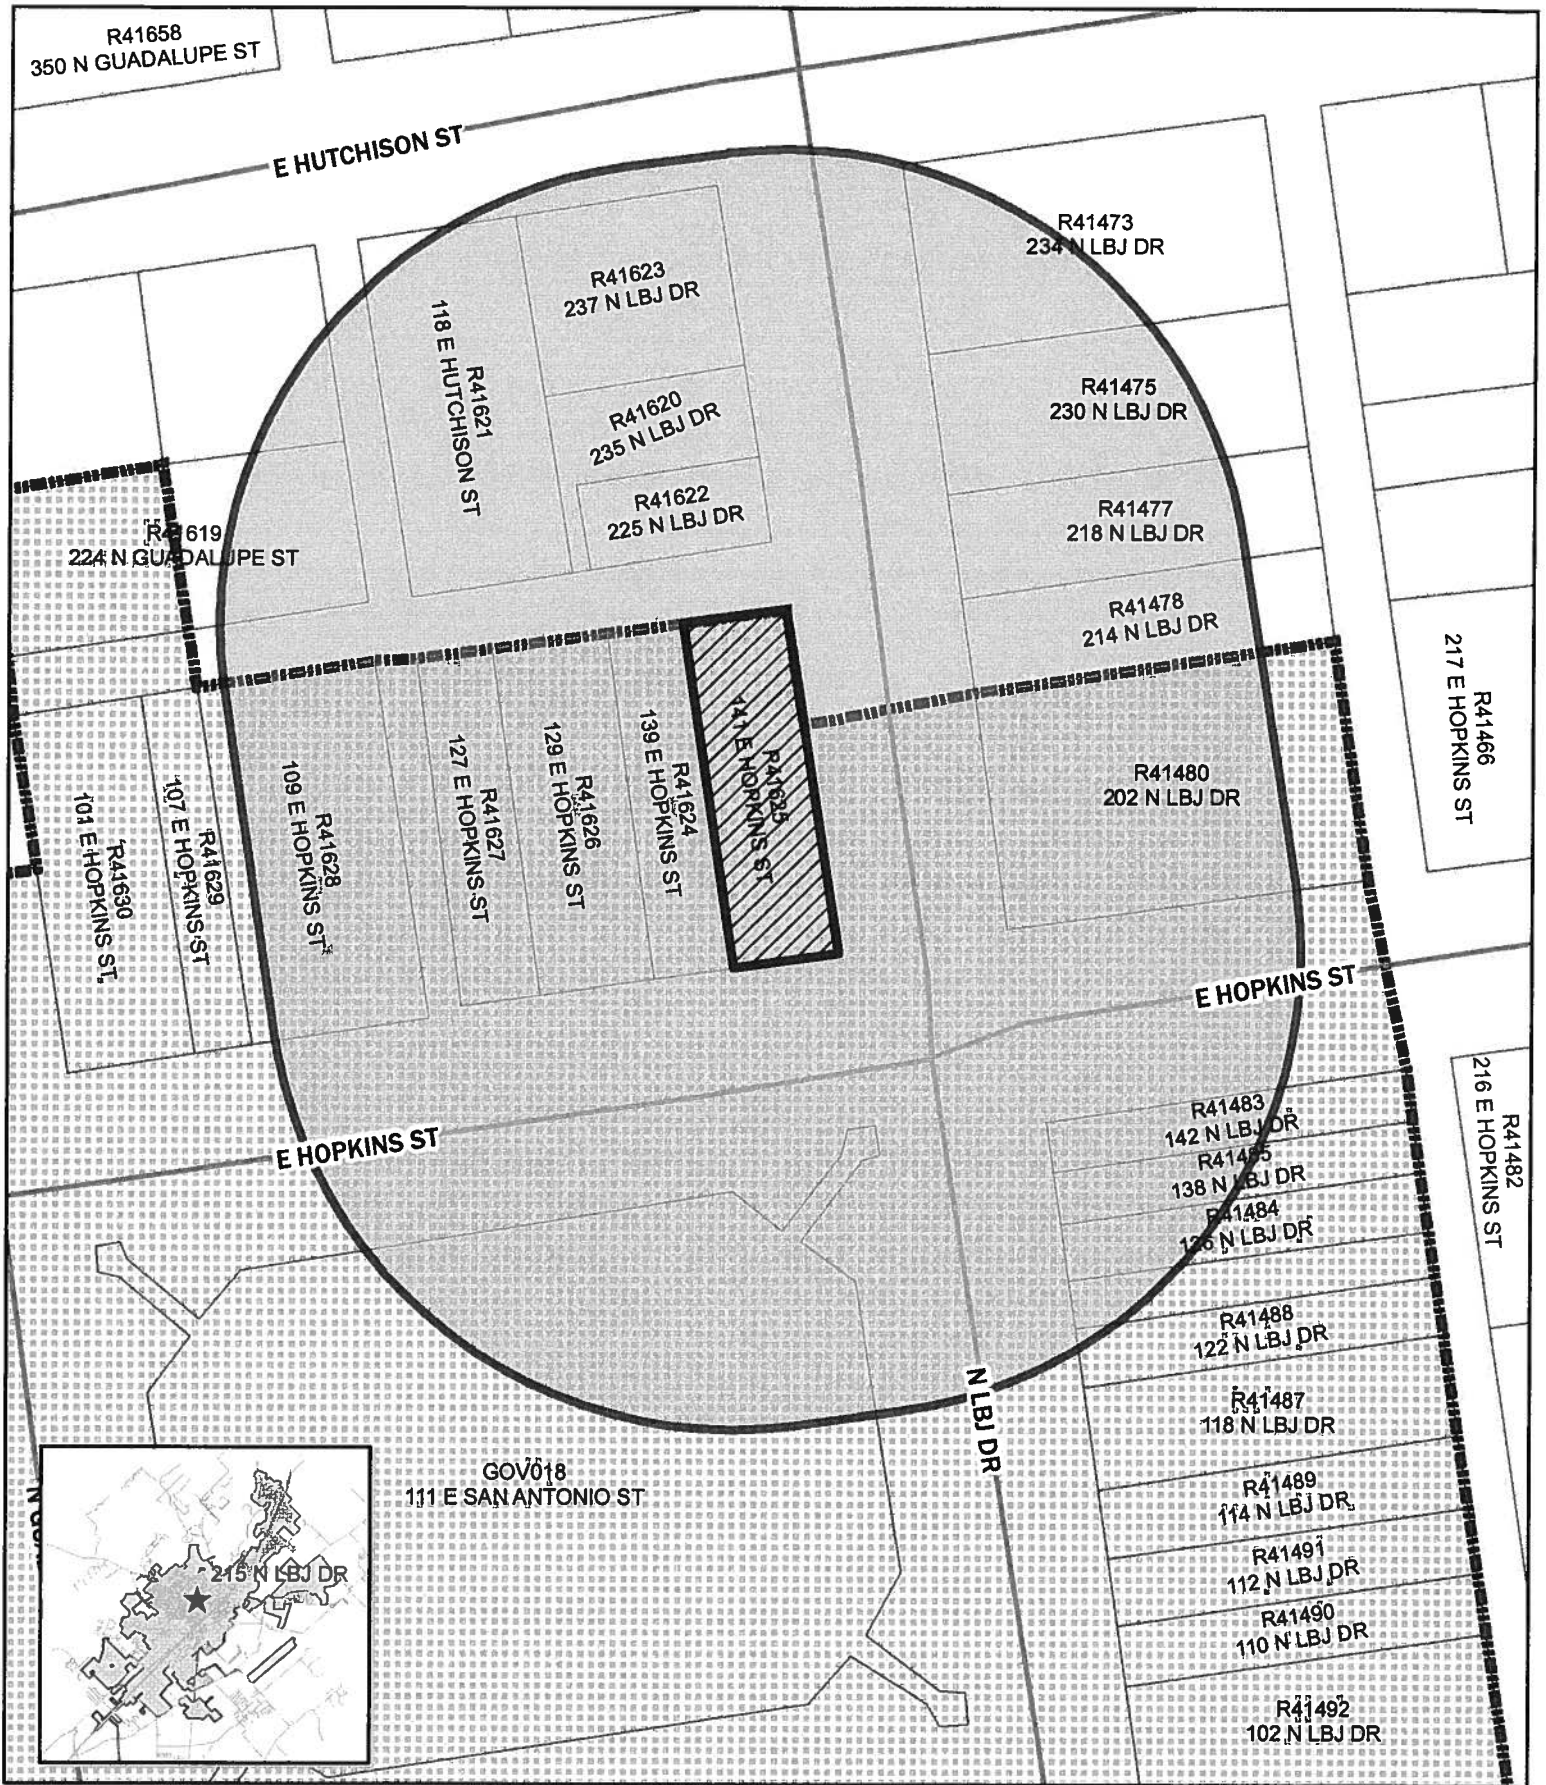 R41658
350 N GUADALUPE ST
E HUTCHISON ST
R41473
234 N LBJ DR
R41623
237 N LBJ DR
R41621
118 E HUTCHISON ST
R41620
235 N LBJ DR
R41475
230 N LBJ DR
R41622
225 N LBJ DR
R41477
218 N LBJ DR
R41619
224 N GUADALUPE ST
R41478
214 N LBJ DR
R41466
217 E HOPKINS ST
R41480
202 N LBJ DR
R41630
101 E HOPKINS ST
R41629
107 E HOPKINS ST
R41628
109 E HOPKINS ST
R41627
127 E HOPKINS ST
R41626
129 E HOPKINS ST
R41624
139 E HOPKINS ST
R41625
141 E HOPKINS ST
E HOPKINS ST
R41483
142 N LBJ DR
R41485
138 N LBJ DR
R41484
126 N LBJ DR
R41482
216 E HOPKINS ST
E HOPKINS ST
R41488
122 N LBJ DR
R41487
118 N LBJ DR
N LBJ DR
GOV018
111 E SAN ANTONIO ST
R41489
114 N LBJ DR
R41491
112 N LBJ DR
R41490
110 N LBJ DR
R41492
102 N LBJ DR
215 N LBJ DR